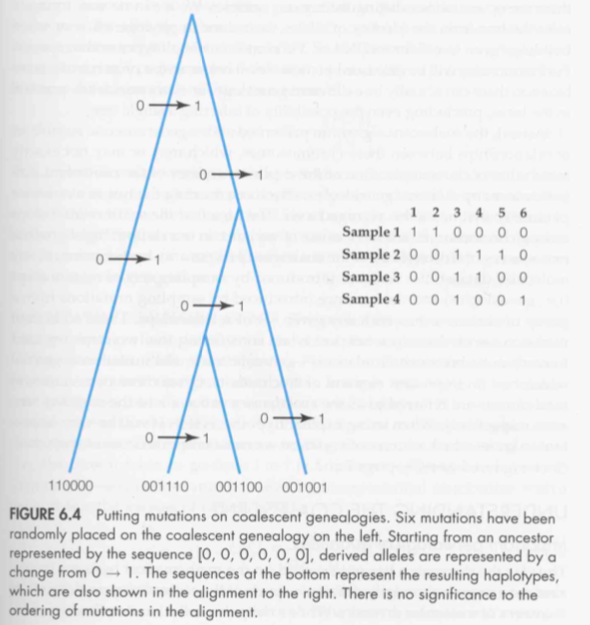 0 → 1
0 → 1
1 2 3 4 5 6
Sample 1 1 1 0 0 0 0
Sample 2 0 0 1 1 1 0
0 → 1
Sample 3 0 0 1 1 0 0
Sample 4 0 0 1 0 0 1
0 → 1
0 → 1
0 → 1
110000 001110 001100 001001
FIGURE 6.4 Putting mutations on coalescent genealogies. Six mutations have been
randomly placed on the coalescent genealogy on the left. Starting from an ancestor
represented by the sequence [0, 0, 0, 0, 0, 0], derived alleles are represented by a
change from 0 → 1. The sequences at the bottom represent the resulting haplotypes,
which are also shown in the alignment to the right. There is no significance to the
ordering of mutations in the alignment.